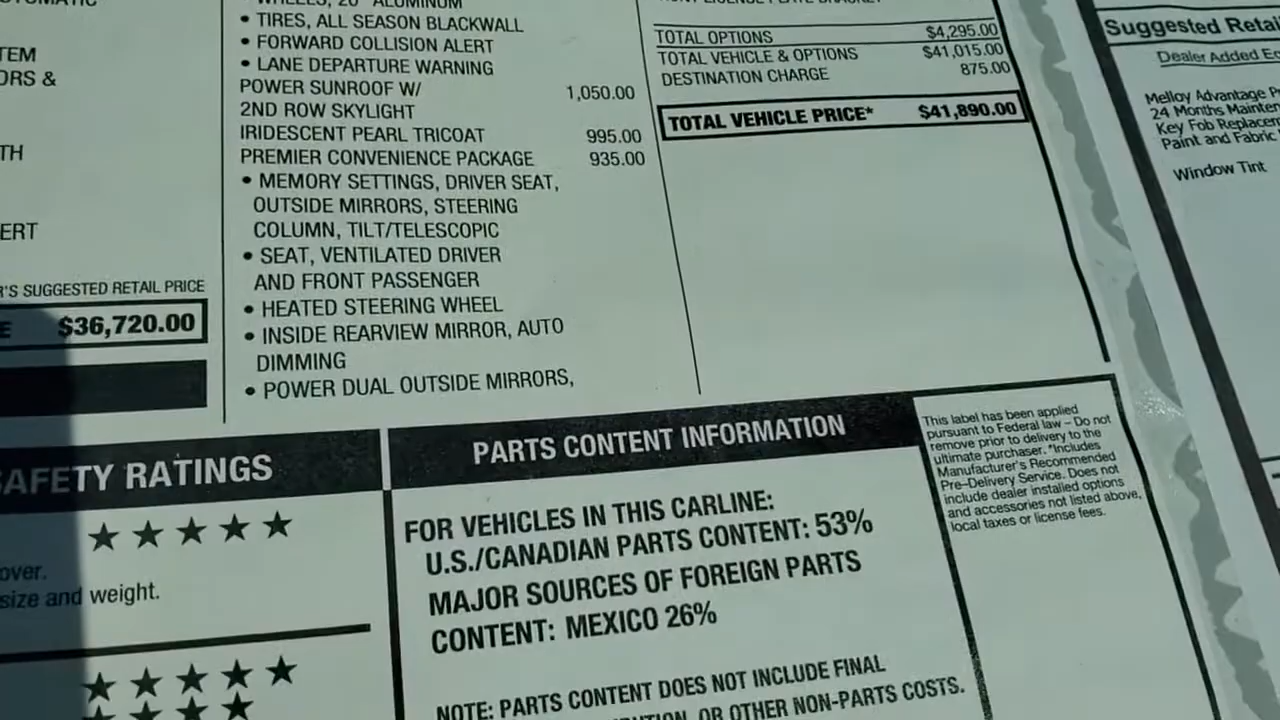 TEM
ORS &
TH
ERT
R'S SUGGESTED RETAIL PRICE
E $36,720.00
WHEELS, 20" ALUMINUM
• TIRES, ALL SEASON BLACKWALL
• FORWARD COLLISION ALERT
• LANE DEPARTURE WARNING
POWER SUNROOF W/ 1,050.00
2ND ROW SKYLIGHT
IRIDESCENT PEARL TRICOAT 995.00
PREMIER CONVENIENCE PACKAGE 935.00
• MEMORY SETTINGS, DRIVER SEAT,
OUTSIDE MIRRORS, STEERING
COLUMN, TILT/TELESCOPIC
• SEAT, VENTILATED DRIVER
AND FRONT PASSENGER
• HEATED STEERING WHEEL
• INSIDE REARVIEW MIRROR, AUTO
DIMMING
• POWER DUAL OUTSIDE MIRRORS,
TOTAL OPTIONS $4,295.00
TOTAL VEHICLE & OPTIONS $41,015.00
DESTINATION CHARGE 875.00
TOTAL VEHICLE PRICE* $41,890.00
Suggested Retai
Dealer Added Eq
Melloy Advantage P
24 Months Mainten
Key Fob Replacem
Paint and Fabric
Window Tint
SAFETY RATINGS
★ ★ ★ ★ ★
over.
size and weight.
★ ★ ★ ★ ★
PARTS CONTENT INFORMATION
FOR VEHICLES IN THIS CARLINE:
U.S./CANADIAN PARTS CONTENT: 53%
MAJOR SOURCES OF FOREIGN PARTS
CONTENT: MEXICO 26%
NOTE: PARTS CONTENT DOES NOT INCLUDE FINAL
OR OTHER NON-PARTS COSTS.
This label has been applied
pursuant to Federal law – Do not
remove prior to delivery to the
ultimate purchaser. *Includes
Manufacturer's Recommended
Pre–Delivery Service. Does not
include dealer installed options
and accessories not listed above,
local taxes or license fees.